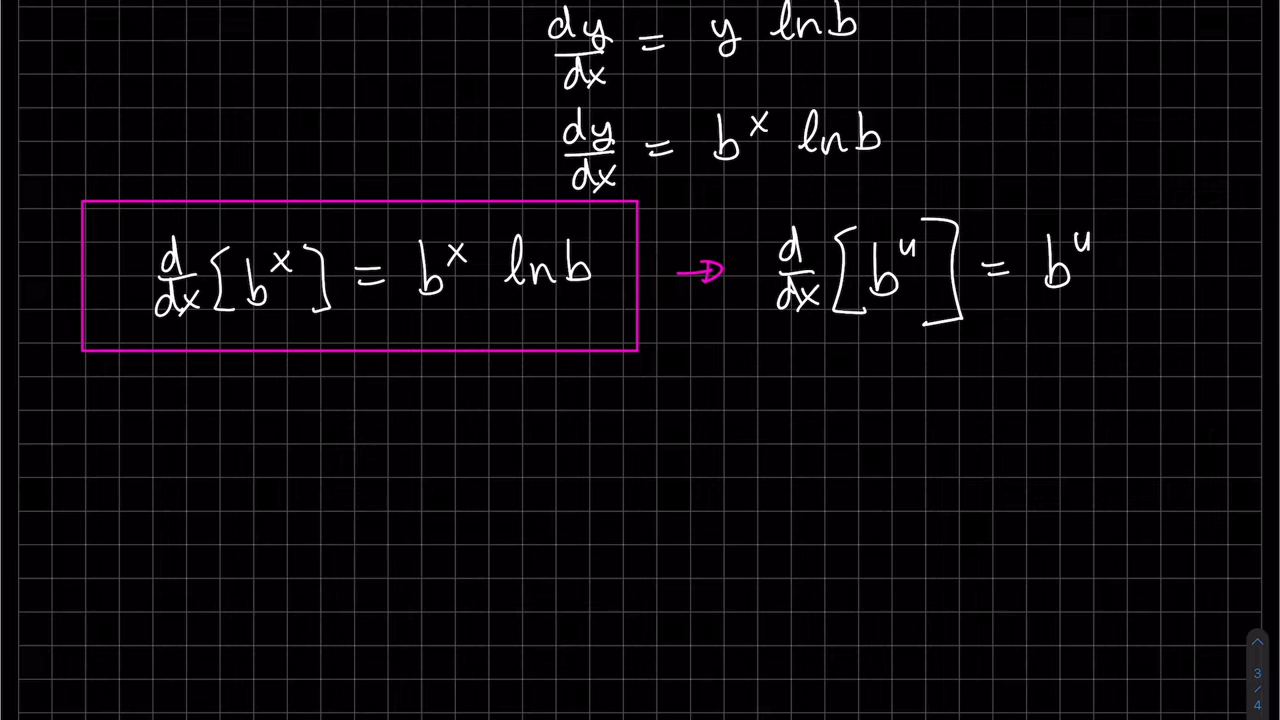 dy/dx = y ln b
dy/dx = b^x ln b
d/dx [b^x] = b^x ln b → d/dx [b^u] = b^u
3 / 4